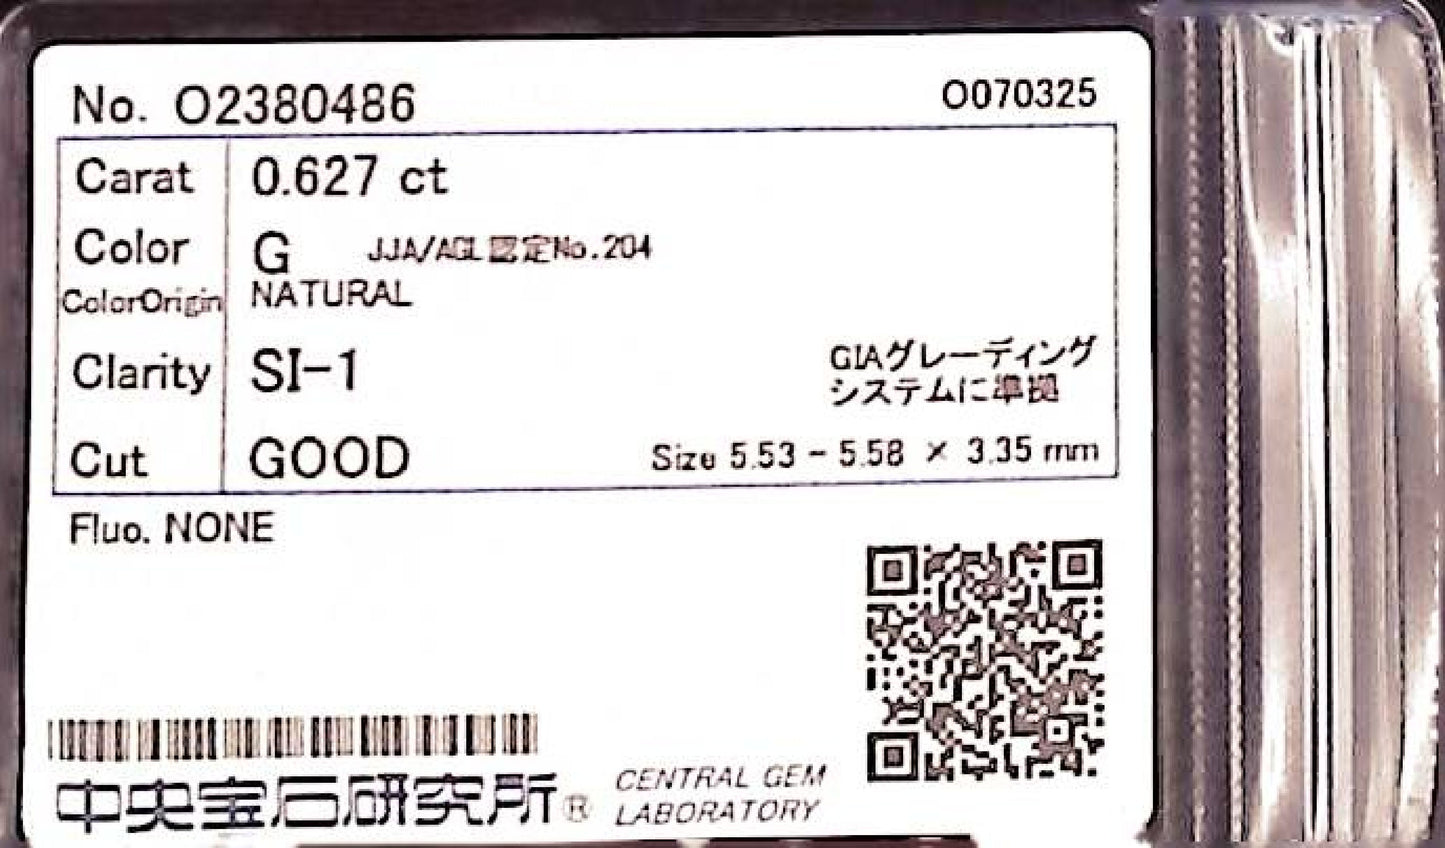 No. O2380486 O070325
Carat 0.627 ct
Color G JJA/AGL認定No.204
ColorOrigin NATURAL
Clarity SI-1 GIAグレーディング
システムに準拠
Cut GOOD Size 5.53 - 5.58 × 3.35 mm
Fluo. NONE
中央宝石研究所® CENTRAL GEM
LABORATORY